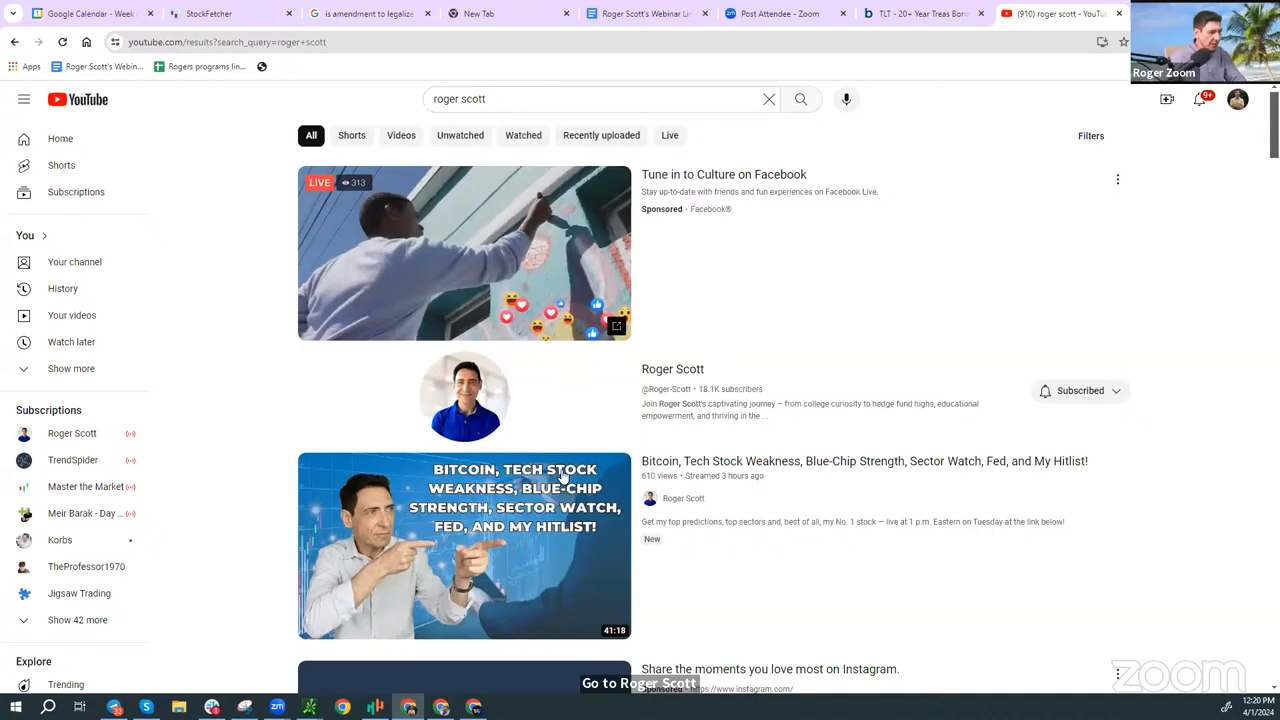 Google Calendar - Week
StockFetcher
is amendment to legalize
New Tab
Roger Scott's Webinar Lin
Post Attendee - Zoom
TLT - 20+ Year Treas Bon
(910) roger scott - YouTu
youtube.com/results?search_query=roger+scott
Apps
Roger Scott's Webin...
Rogers programs lin...
Roger Zoom
YouTube
roger scott
9+
All
Shorts
Videos
Unwatched
Watched
Recently uploaded
Live
Filters
Home
Shorts
Subscriptions
You
Your channel
History
Your videos
Watch later
Show more
Subscriptions
Roger Scott
TrendSpider
Master the Market
Meir Barak - Day ...
Korbs
TheProfessor1970
Jigsaw Trading
Show 42 more
Explore
Trending
LIVE 313
Tune in to Culture on Facebook
Stay up-to-date with friends and fun experiences on Facebook Live.
Sponsored · Facebook®
Roger Scott
@Roger-Scott • 18.1K subscribers
Join Roger Scott's captivating journey – from college curiosity to hedge fund highs, educational
empowerment, and thriving in the ...
Subscribed
BITCOIN, TECH STOCK
WEAKNESS, BLUE-CHIP
STRENGTH, SECTOR WATCH,
FED, AND MY HITLIST!
41:18
Bitcoin, Tech Stock Weakness, Blue-Chip Strength, Sector Watch, Fed, and My Hitlist!
610 views • Streamed 3 hours ago
Roger Scott
Get my top predictions, top sectors and, best of all, my No. 1 stock — live at 1 p.m. Eastern on Tuesday at the link below!
New
Share the moments you love most on Instagram.
Sponsored · https://www.instagram.com/
Go to Roger Scott
zoom
12:20 PM
4/1/2024